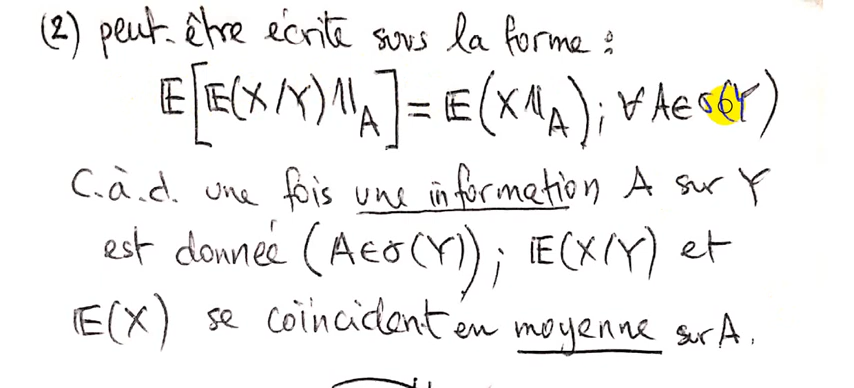 (2) peut-être écrite sous la forme :
𝔼[𝔼(X/Y)𝟙_A] = 𝔼(X𝟙_A) ; ∀ A ∈ σ(Y)
C.à.d. une fois une information A sur Y
est donnée (A∈σ(Y)) ; 𝔼(X/Y) et
𝔼(X) se coïncident en moyenne sur A.